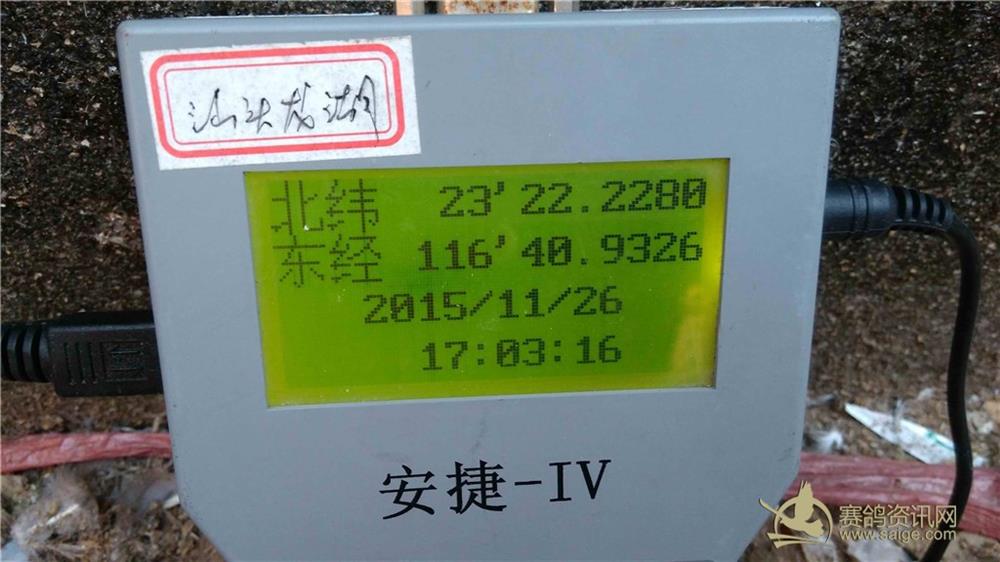 汕头龙湖
北纬 23'22.2280
东经 116'40.9326
2015/11/26
17:03:16
安捷-IV
赛鸽资讯网
www.saige.com